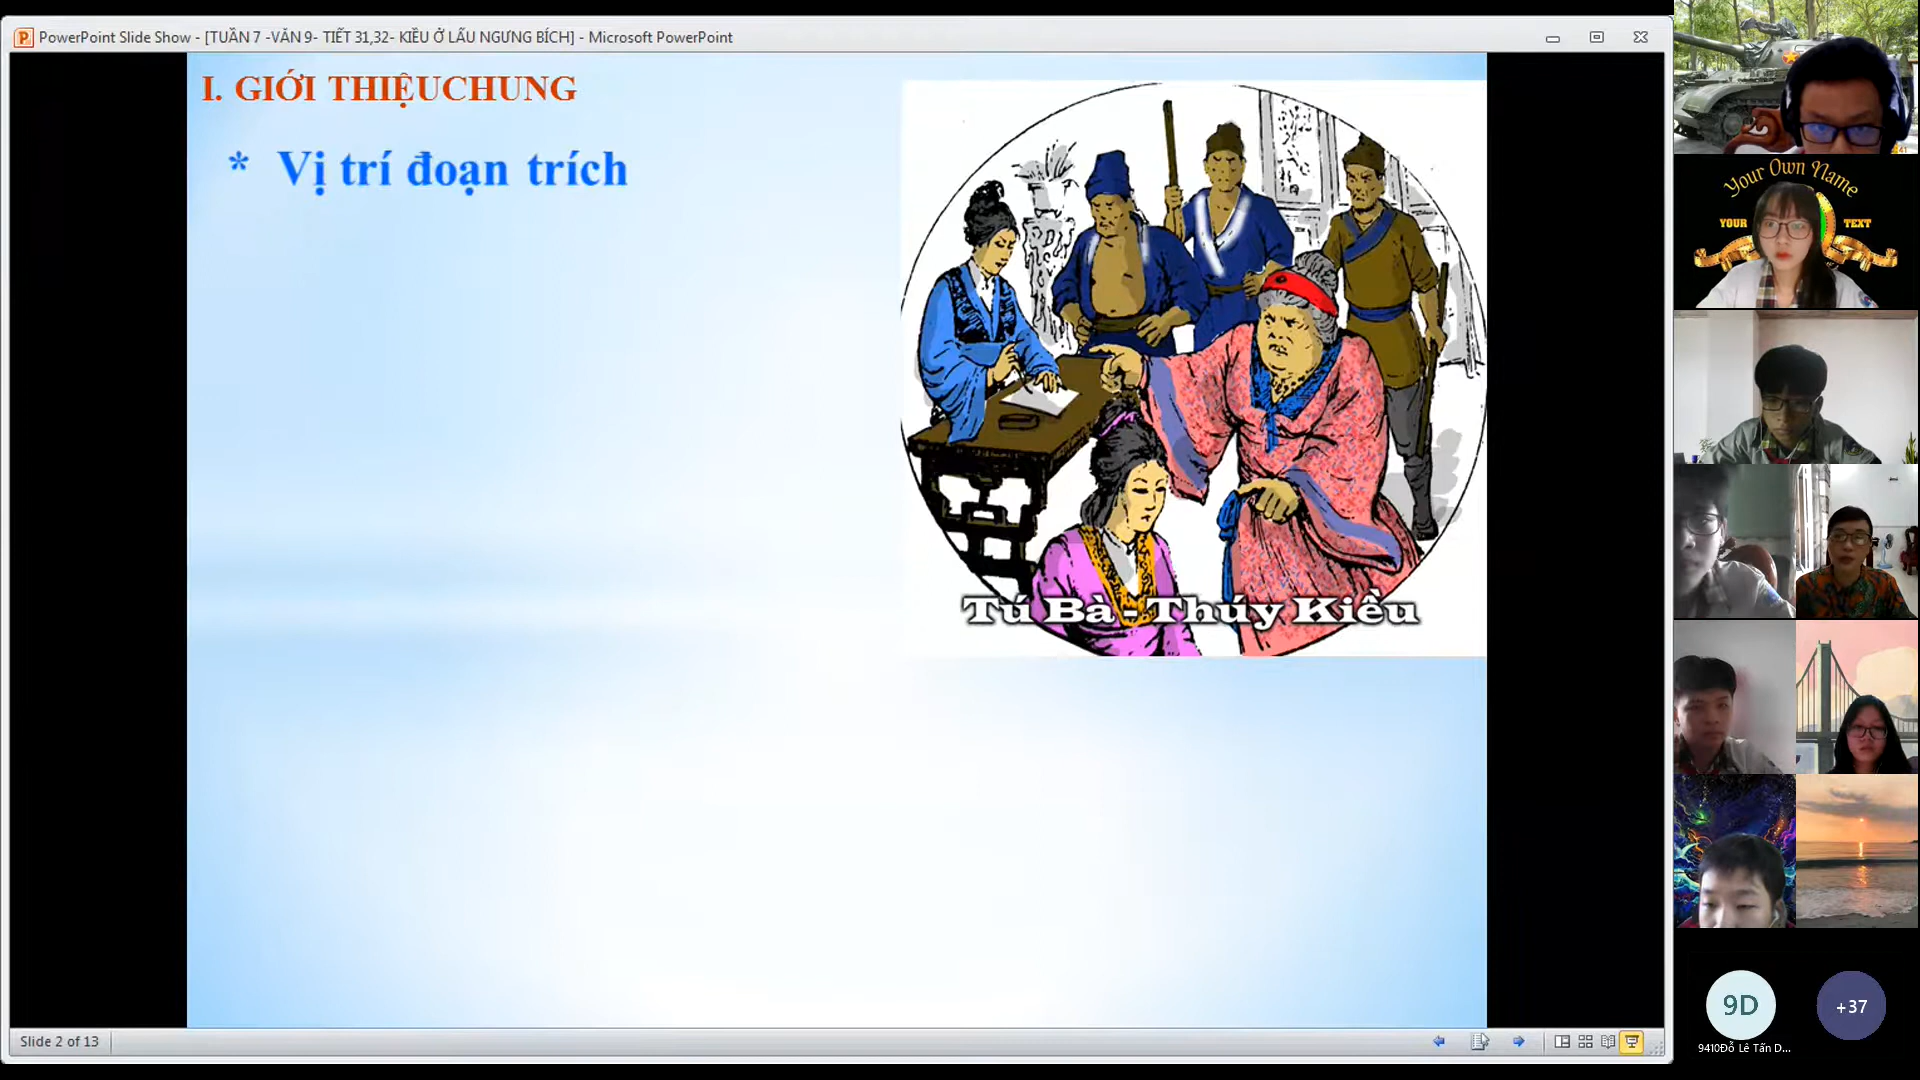 PowerPoint Slide Show - [TUẦN 7 -VĂN 9- TIẾT 31,32- KIỀU Ở LẦU NGƯNG BÍCH] - Microsoft PowerPoint
I. GIỚI THIỆUCHUNG
* Vị trí đoạn trích
Tú Bà - Thúy Kiều
Slide 2 of 13
Your Own Name
YOUR
TEXT
9D
+37
9410Đỗ Lê Tấn D...